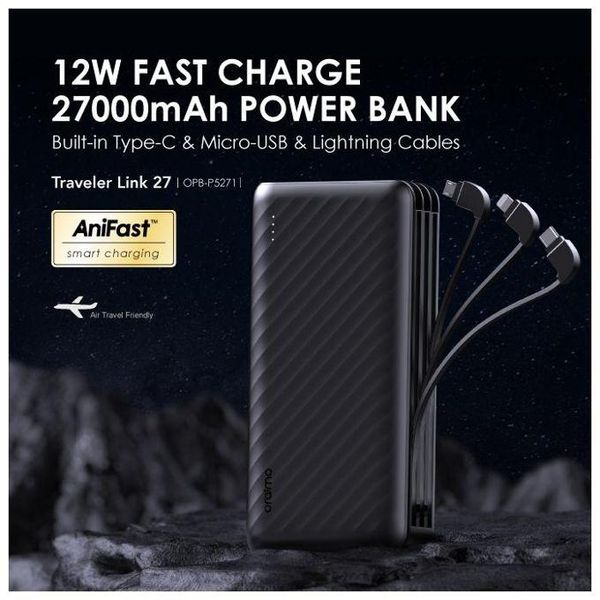 12W FAST CHARGE
27000mAh POWER BANK
Built-in Type-C & Micro-USB & Lightning Cables
Traveler Link 27 | OPB-P5271 |
AniFast™
smart charging
Air Travel Friendly
oraimo